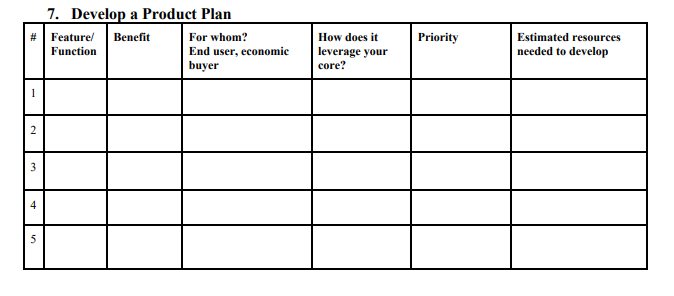 7. Develop a Product Plan
# Feature/ Benefit For whom? How does it Priority Estimated resources
Function End user, economic leverage your needed to develop
buyer core?
1
2
3
4
5